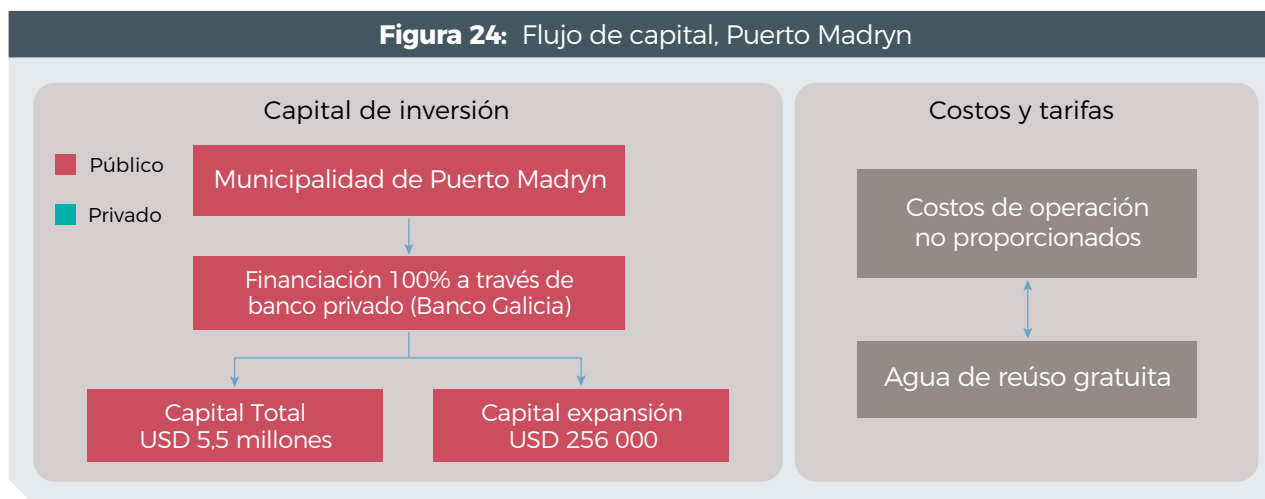 Figura 24: Flujo de capital, Puerto Madryn
Capital de inversión
Público
Privado
Municipalidad de Puerto Madryn
Financiación 100% a través de
banco privado (Banco Galicia)
Capital Total
USD 5,5 millones
Capital expansión
USD 256 000
Costos y tarifas
Costos de operación
no proporcionados
Agua de reúso gratuita